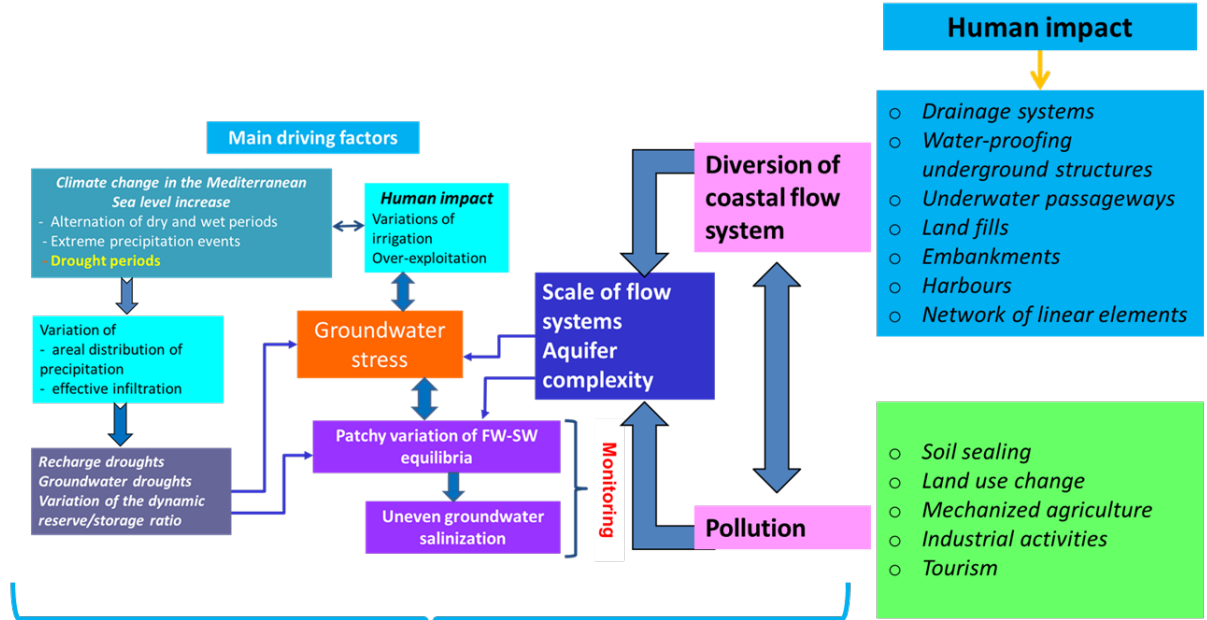 Human impact
Main driving factors
Climate change in the Mediterranean
Sea level increase
- Alternation of dry and wet periods
- Extreme precipitation events
Drought periods
Human impact
Variations of
irrigation
Over-exploitation
Variation of
- areal distribution of
precipitation
- effective infiltration
Groundwater
stress
Recharge droughts
Groundwater droughts
Variation of the dynamic
reserve/storage ratio
Patchy variation of FW-SW
equilibria
Uneven groundwater
salinization
Monitoring
Scale of flow
systems
Aquifer
complexity
Diversion of
coastal flow
system
Pollution
o Drainage systems
o Water-proofing
underground structures
o Underwater passageways
o Land fills
o Embankments
o Harbours
o Network of linear elements
o Soil sealing
o Land use change
o Mechanized agriculture
o Industrial activities
o Tourism